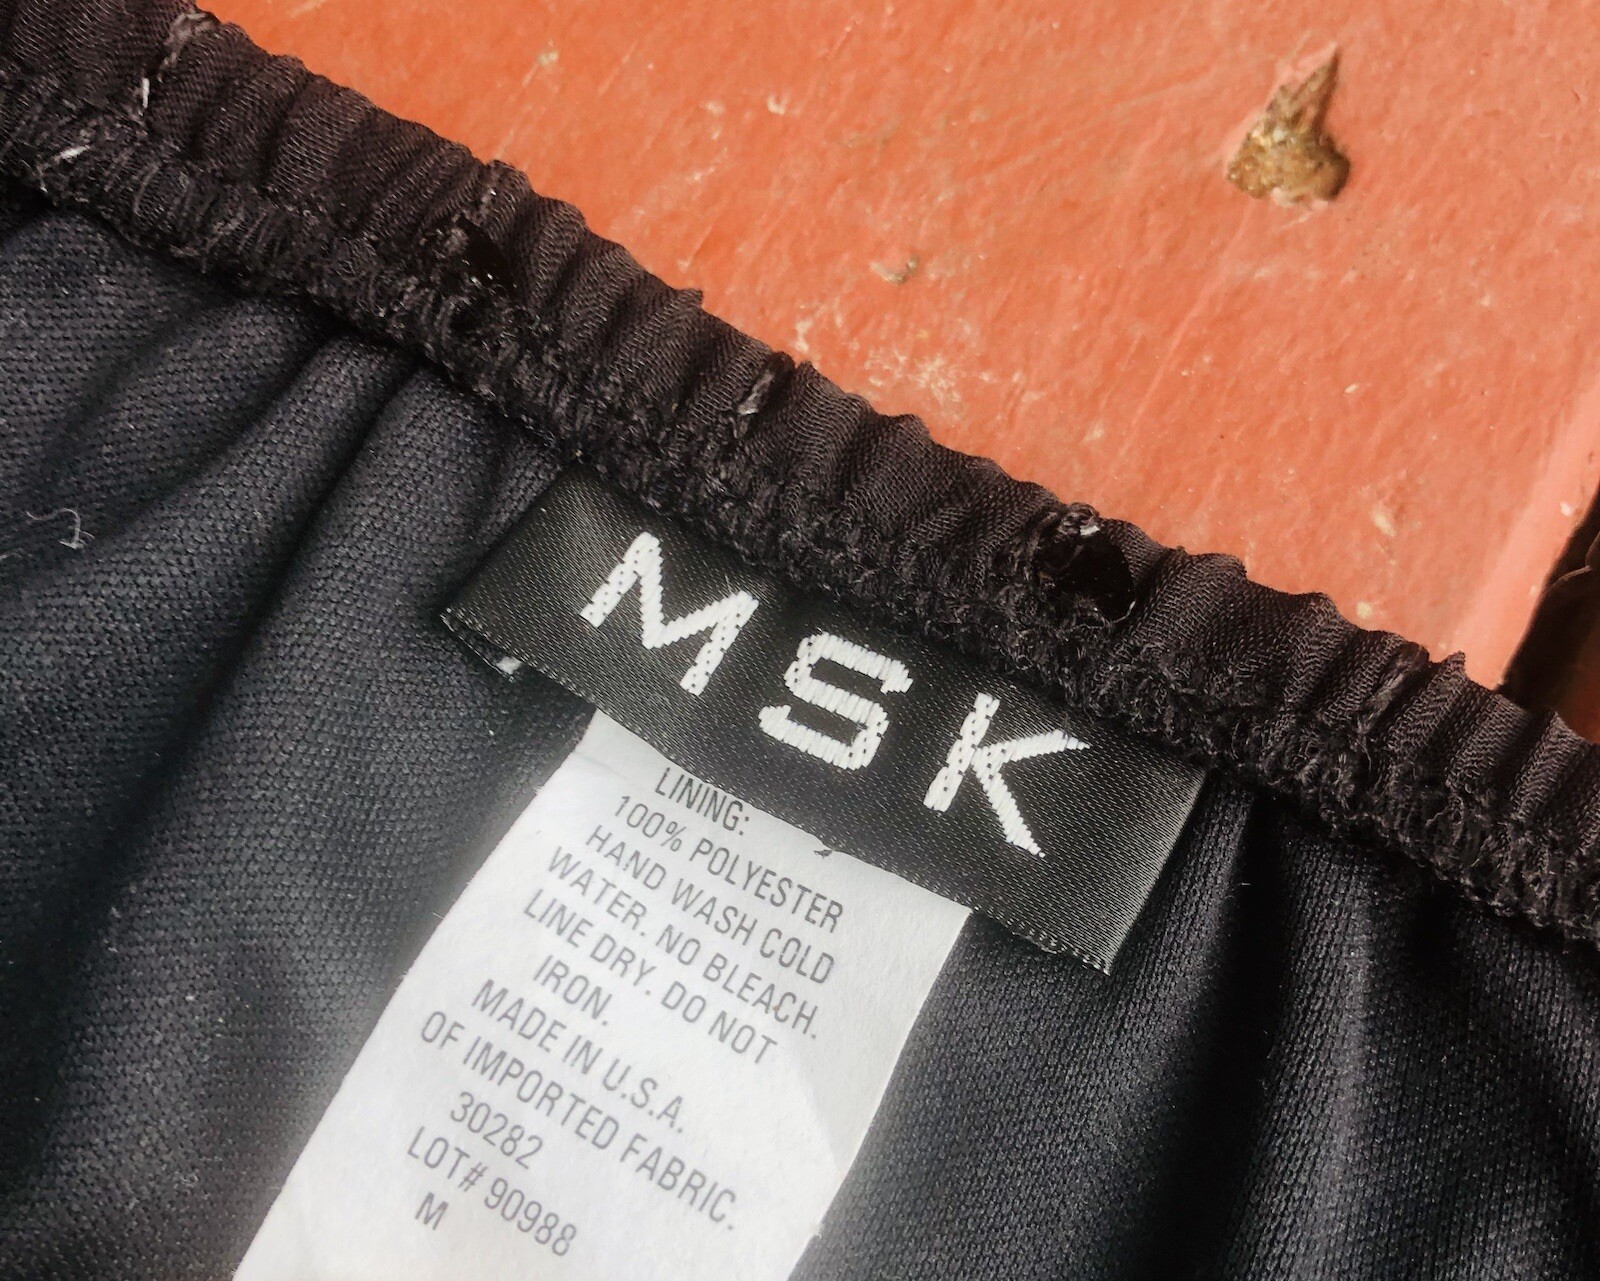 MSK
LINING:
100% POLYESTER
HAND WASH COLD
WATER. NO BLEACH.
LINE DRY. DO NOT
IRON.
MADE IN U.S.A.
OF IMPORTED FABRIC.
30282
LOT# 90988
M